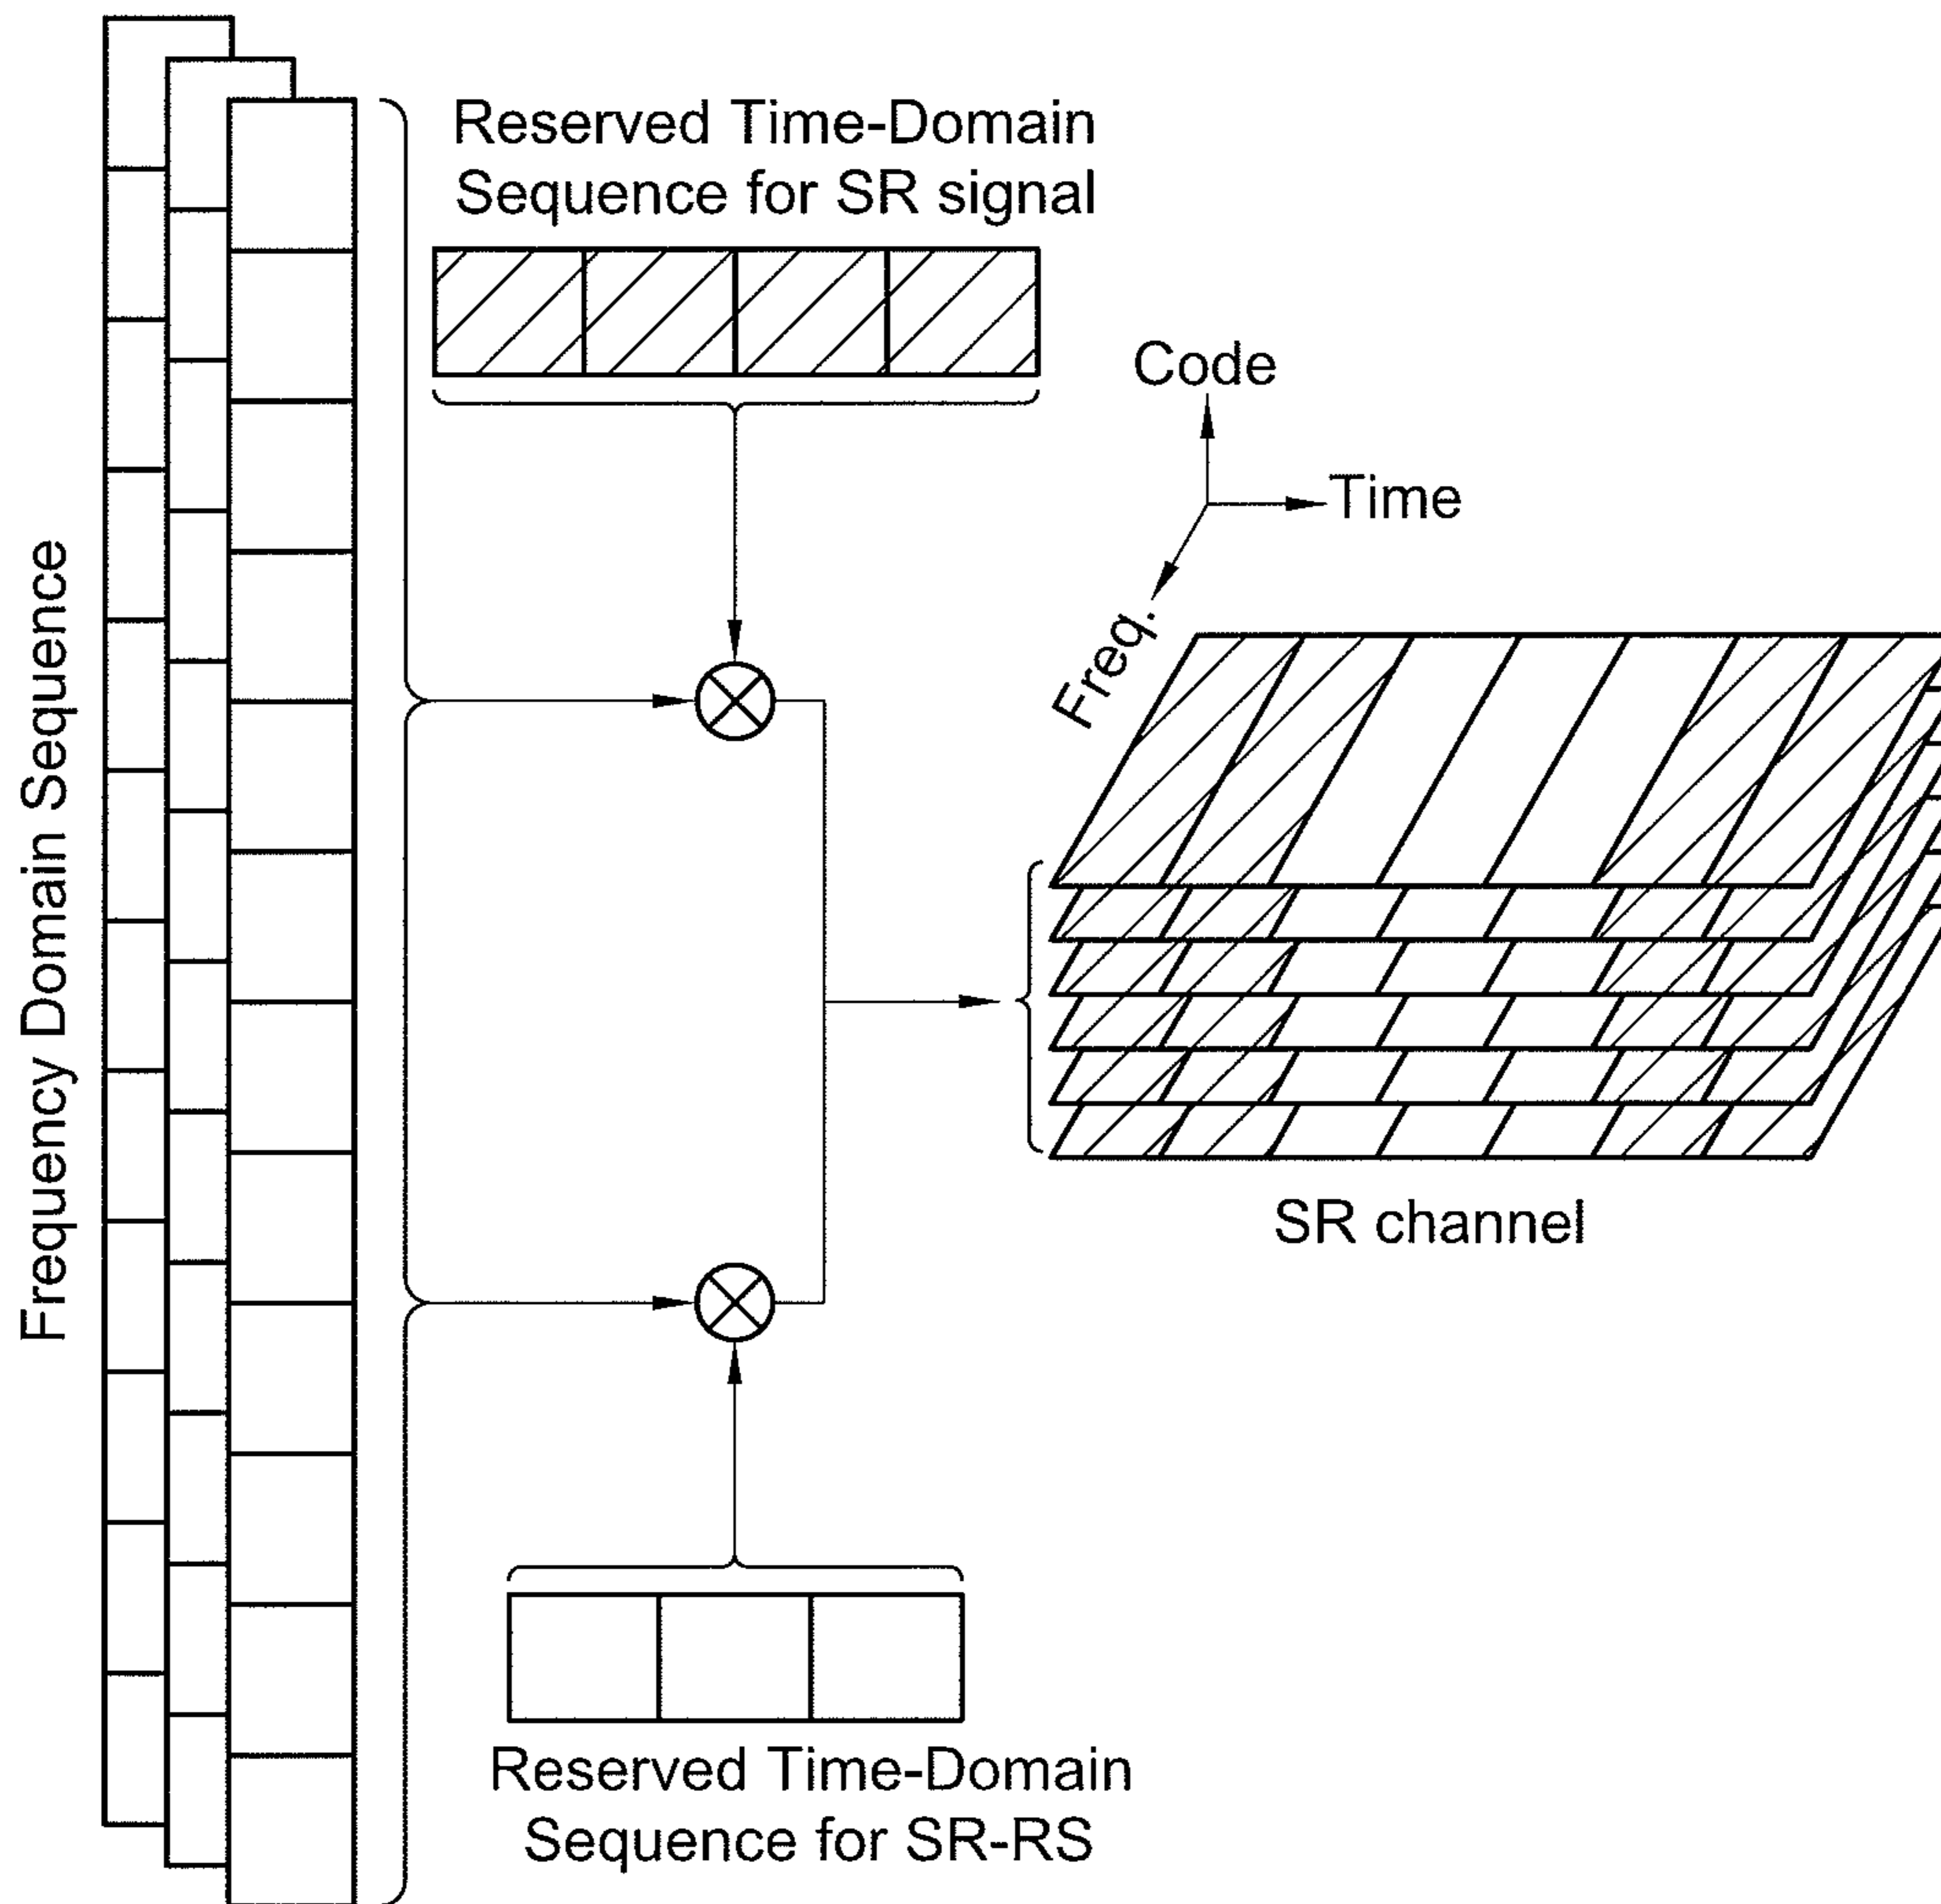 Frequency Domain Sequence
Reserved Time-Domain
Sequence for SR signal
Code
Time
Freq.
SR channel
Reserved Time-Domain
Sequence for SR-RS